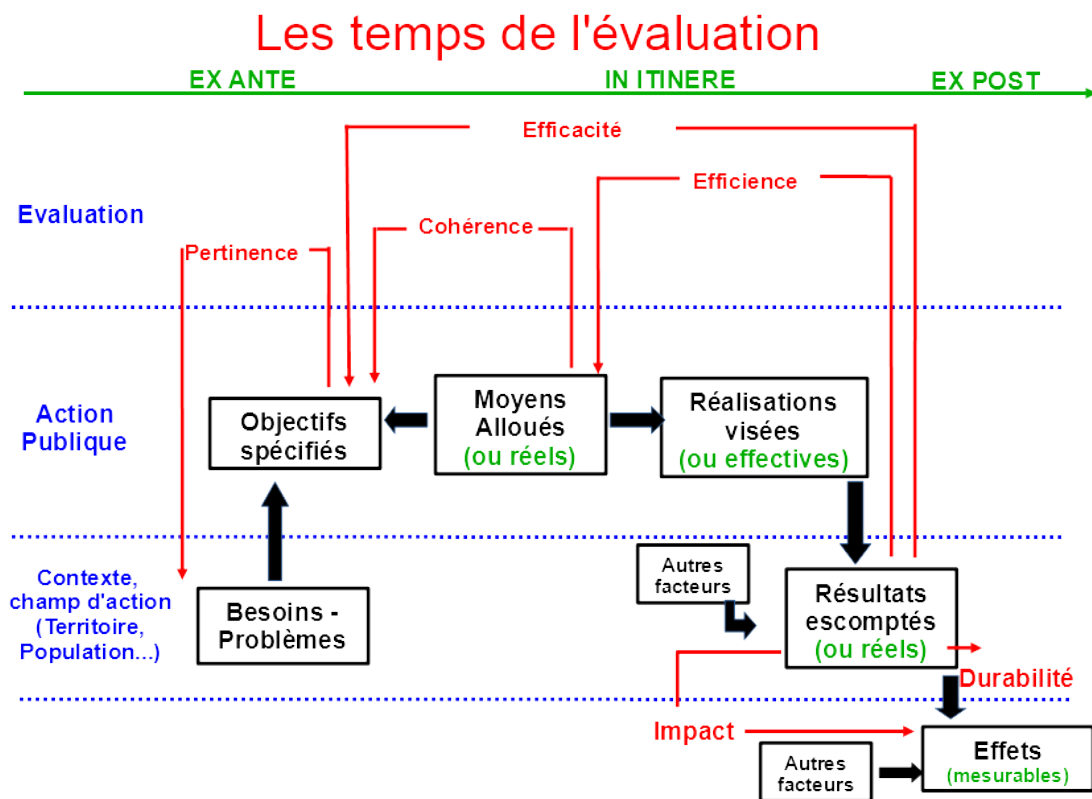 Les temps de l'évaluation
EX ANTE
IN ITINERE
EX POST
Efficacité
Efficience
Evaluation
Cohérence
Pertinence
Action
Publique
Objectifs
spécifiés
Moyens
Alloués
(ou réels)
Réalisations
visées
(ou effectives)
Contexte,
champ d'action
(Territoire,
Population...)
Besoins -
Problèmes
Autres
facteurs
Résultats
escomptés
(ou réels)
Durabilité
Impact
Autres
facteurs
Effets
(mesurables)